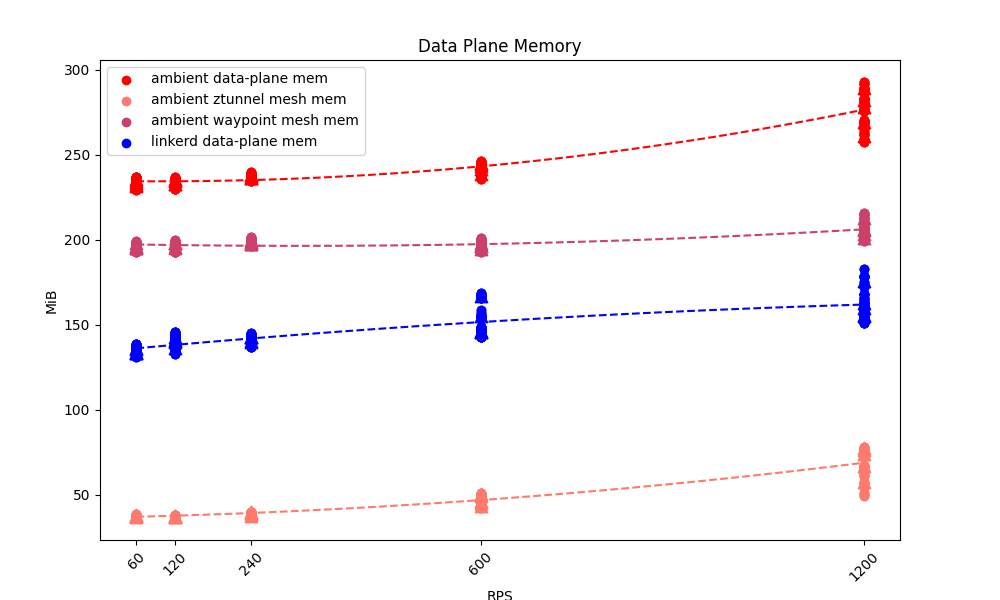 Data Plane Memory
ambient data-plane mem
ambient ztunnel mesh mem
ambient waypoint mesh mem
linkerd data-plane mem
300
250
200
150
100
50
MiB
60
120
240
600
1200
RPS